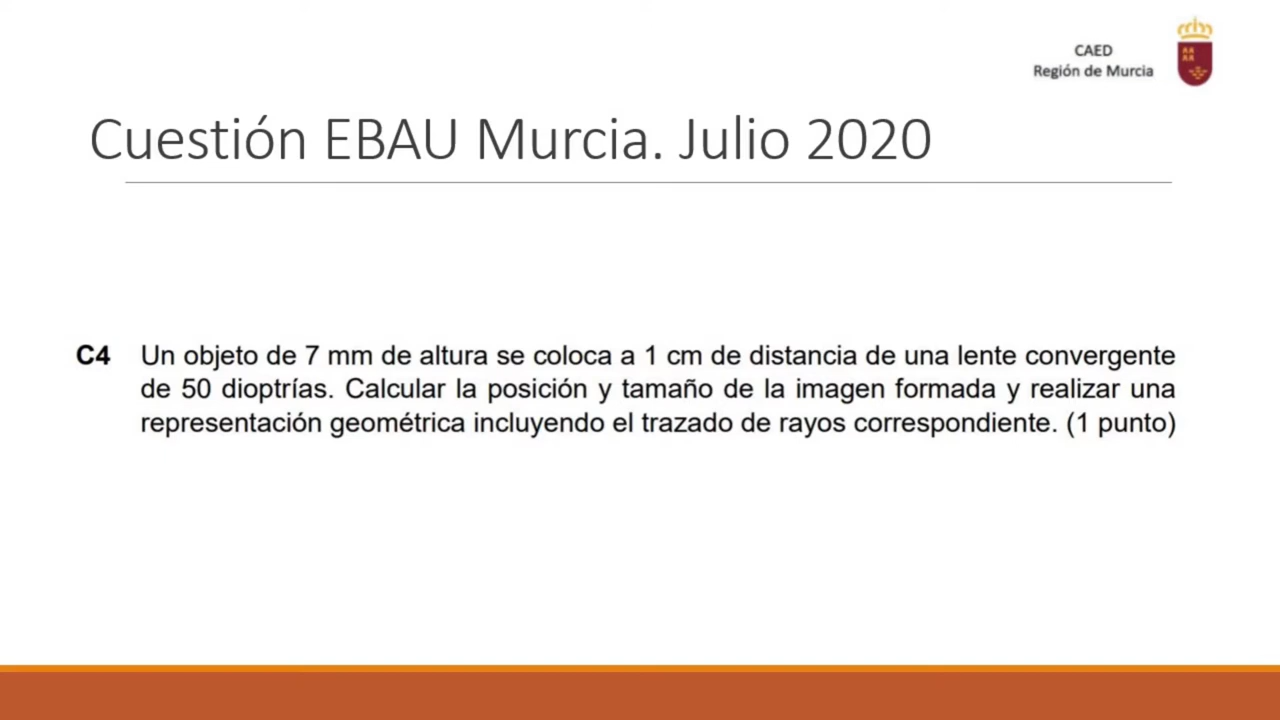 CAED
Región de Murcia
Cuestión EBAU Murcia. Julio 2020
C4 Un objeto de 7 mm de altura se coloca a 1 cm de distancia de una lente convergente
de 50 dioptrías. Calcular la posición y tamaño de la imagen formada y realizar una
representación geométrica incluyendo el trazado de rayos correspondiente. (1 punto)